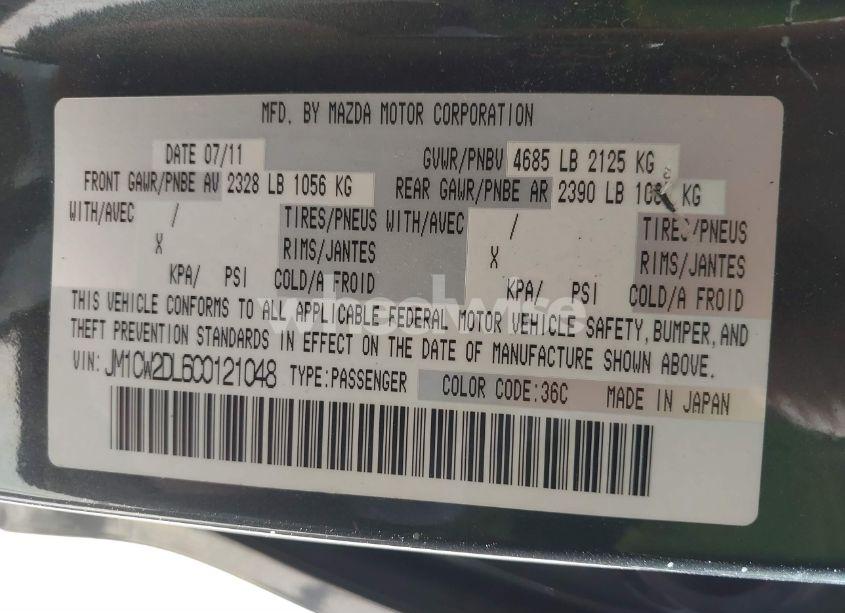 MFD. BY MAZDA MOTOR CORPORATION
DATE 07/11 GVWR/PNBV 4685 LB 2125 KG
FRONT GAWR/PNBE AV 2328 LB 1056 KG REAR GAWR/PNBE AR 2390 LB KG
WITH/AVEC / TIRES/PNEUS WITH/AVEC / TIRES/PNEUS
X RIMS/JANTES X RIMS/JANTES
KPA/ PSI COLD/A FROID KPA/ PSI COLD/A FROID
THIS VEHICLE CONFORMS TO ALL APPLICABLE FEDERAL MOTOR VEHICLE SAFETY, BUMPER, AND
THEFT PREVENTION STANDARDS IN EFFECT ON THE DATE OF MANUFACTURE SHOWN ABOVE.
VIN: JM1CW2DL6C0121048 TYPE:PASSENGER COLOR CODE:36C MADE IN JAPAN
wheelwise